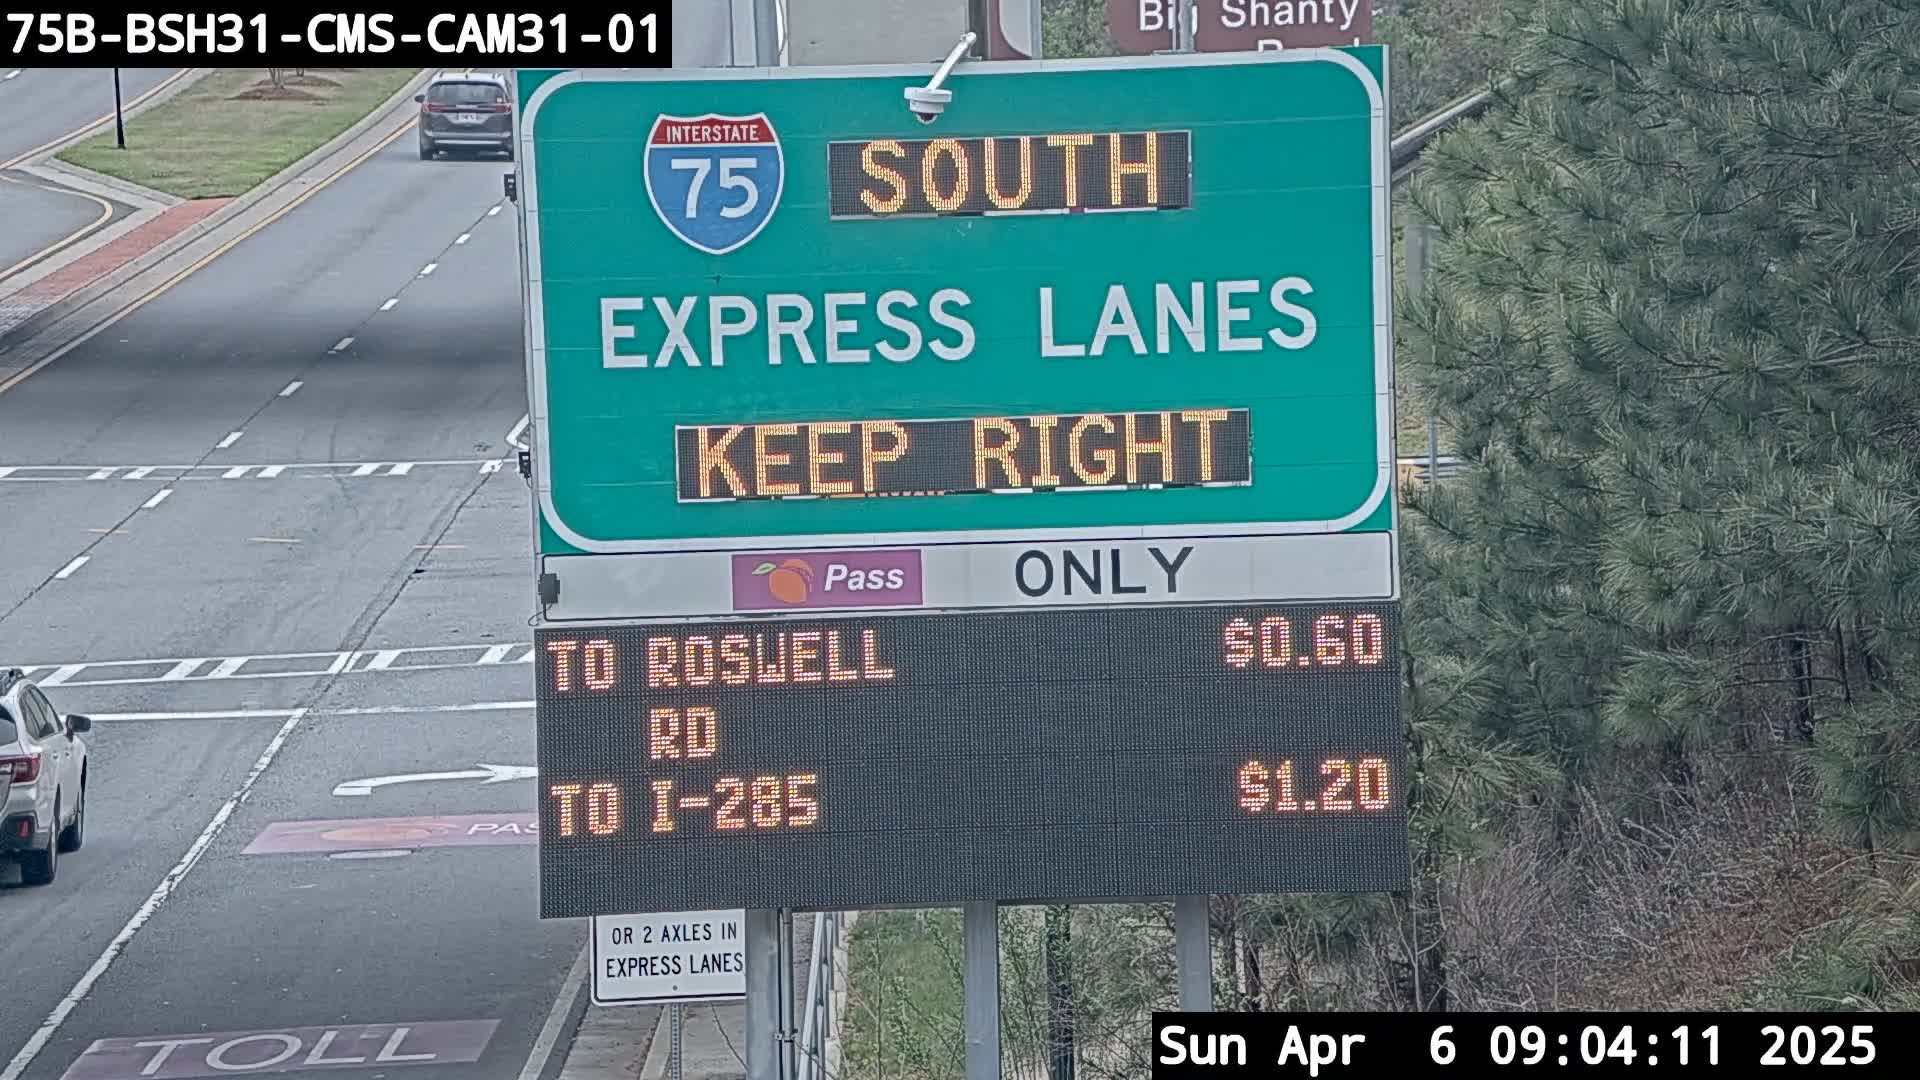 75B-BSH31-CMS-CAM31-01
Big Shanty
INTERSTATE
75
SOUTH
EXPRESS LANES
KEEP RIGHT
Pass ONLY
TO ROSWELL $0.60
RD
TO I-285 $1.20
OR 2 AXLES IN
EXPRESS LANES
TOLL
Sun Apr 6 09:04:11 2025